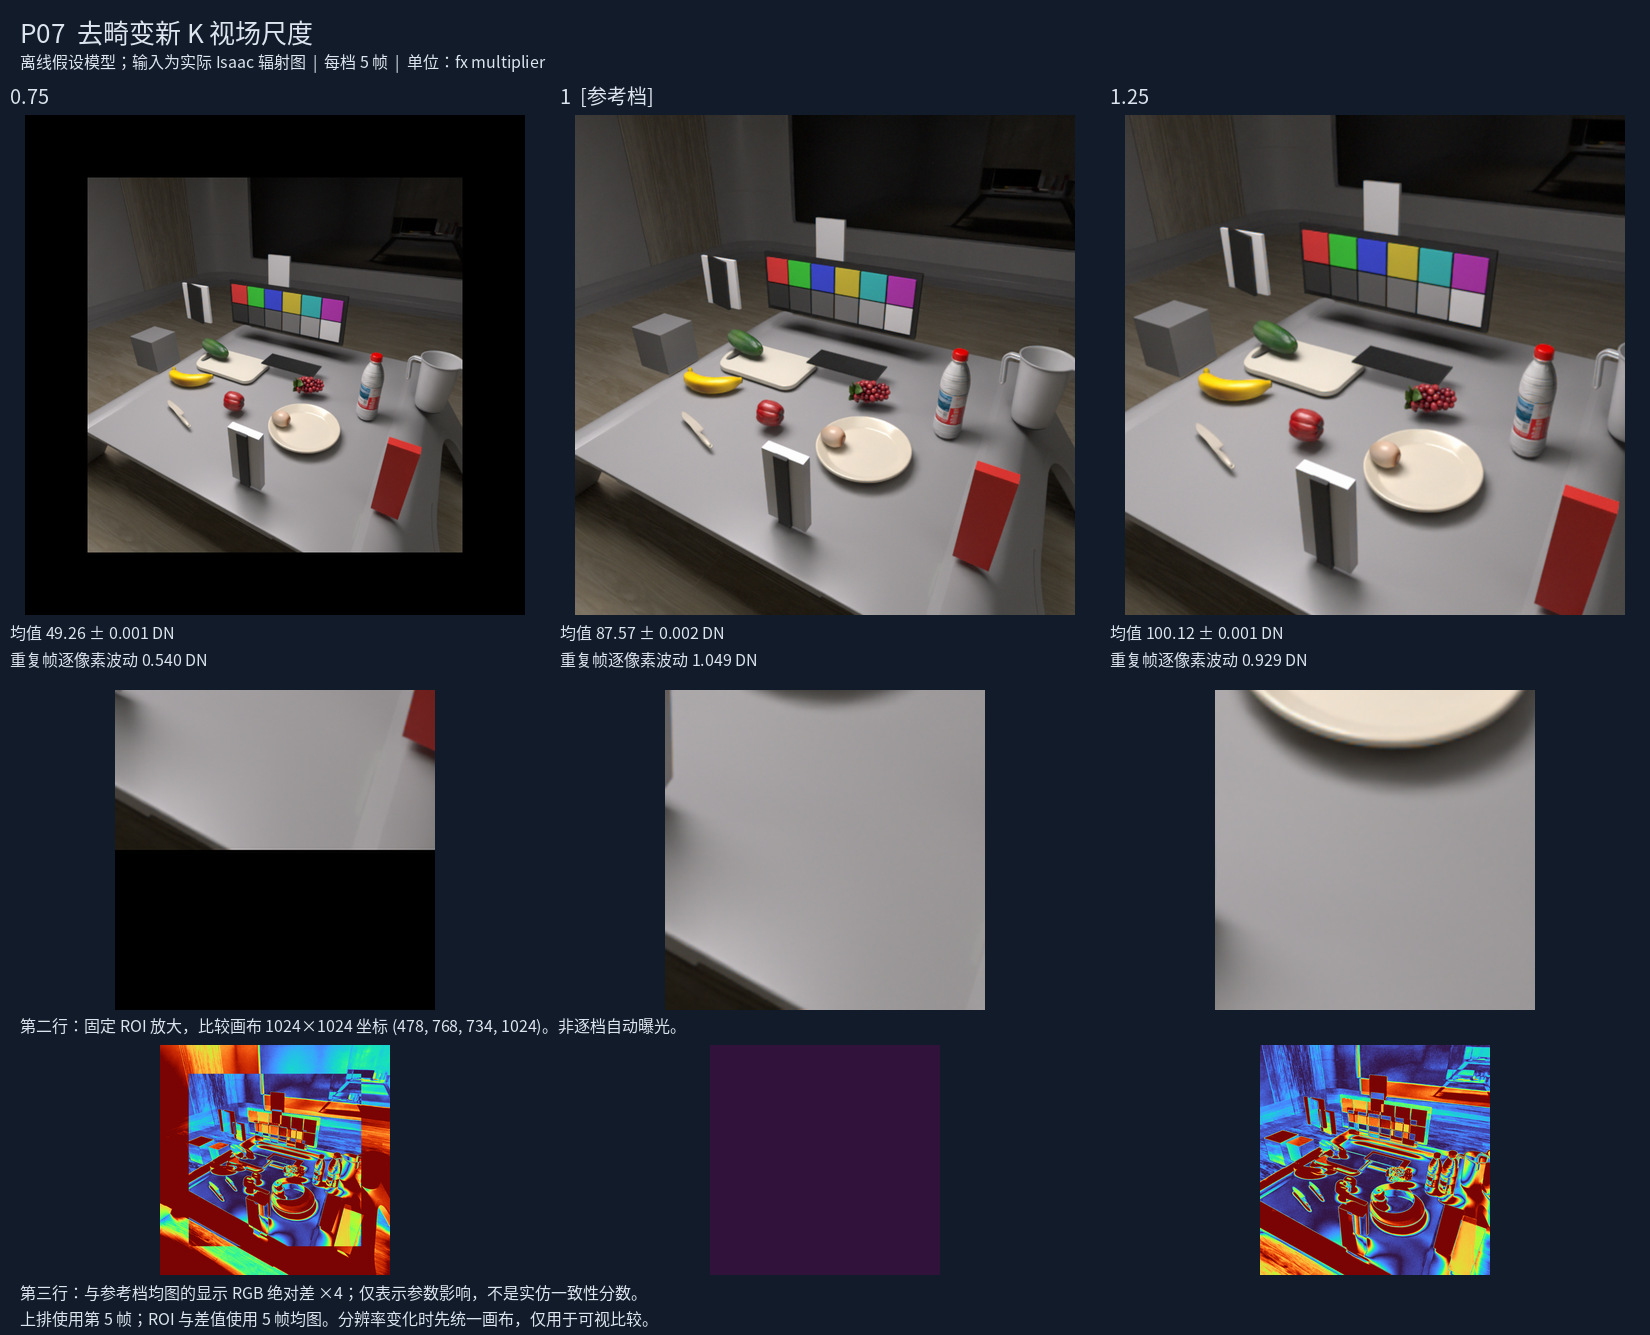 P07 去畸变新 K 视场尺度
离线假设模型；输入为实际 Isaac 辐射图 | 每档 5 帧 | 单位：fx multiplier
0.75
1 [参考档]
1.25
均值 49.26 ± 0.001 DN
重复帧逐像素波动 0.540 DN
均值 87.57 ± 0.002 DN
重复帧逐像素波动 1.049 DN
均值 100.12 ± 0.001 DN
重复帧逐像素波动 0.929 DN
第二行：固定 ROI 放大，比较画布 1024×1024 坐标 (478, 768, 734, 1024)。非逐档自动曝光。
第三行：与参考档均图的显示 RGB 绝对差 ×4；仅表示参数影响，不是实仿一致性分数。
上排使用第 5 帧；ROI 与差值使用 5 帧均图。分辨率变化时先统一画布，仅用于可视比较。